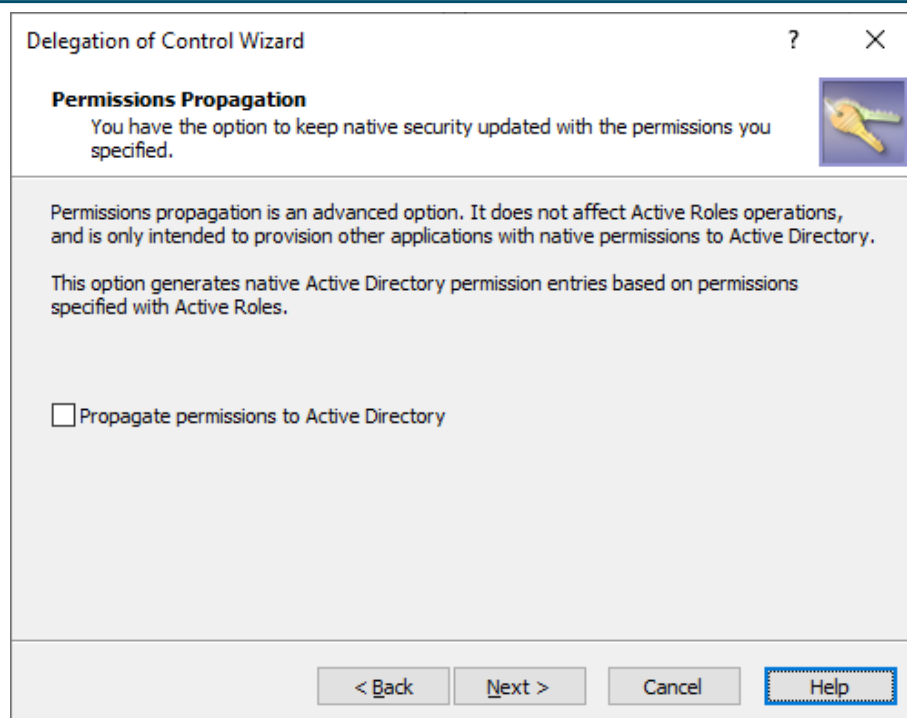 Delegation of Control Wizard
?
Permissions Propagation
You have the option to keep native security updated with the permissions you
specified.
Permissions propagation is an advanced option. It does not affect Active Roles operations,
and is only intended to provision other applications with native permissions to Active Directory.
This option generates native Active Directory permission entries based on permissions
specified with Active Roles.
Propagate permissions to Active Directory
< Back Next > Cancel Help